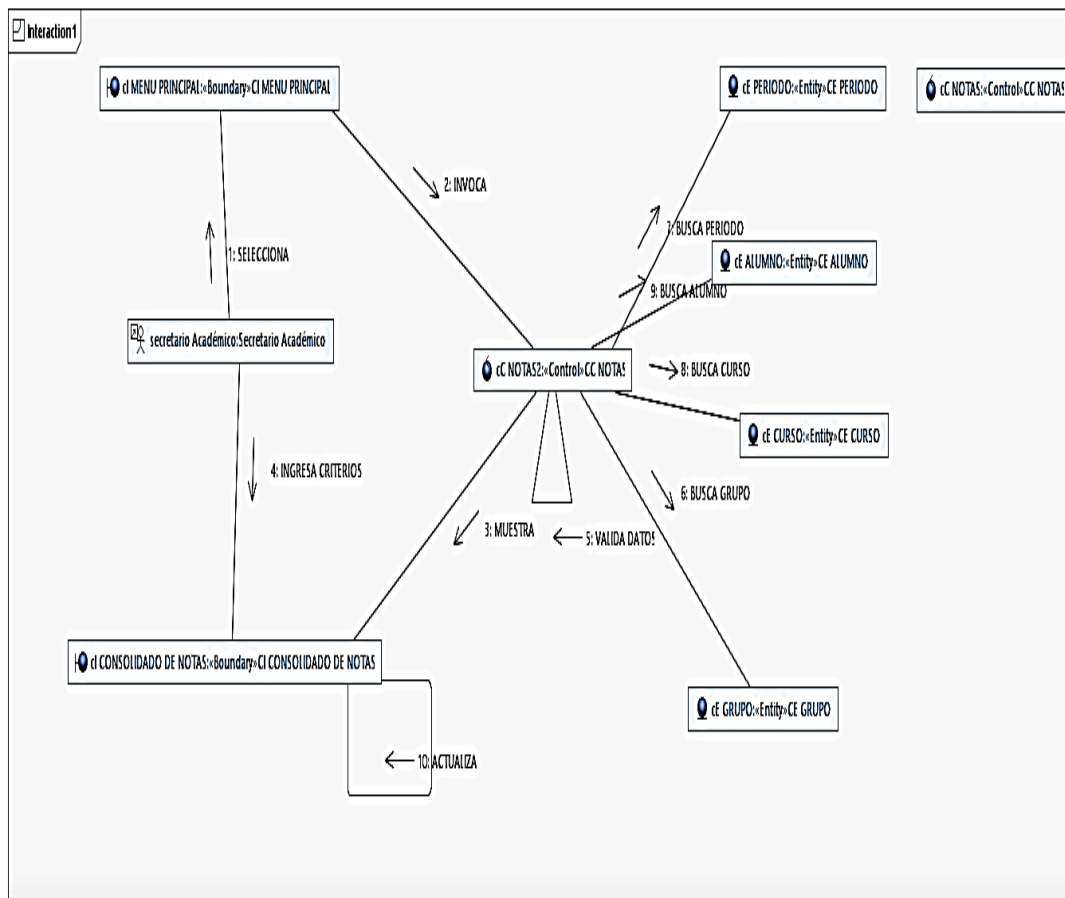 Interaction1
cI MENU PRINCIPAL:«Boundary»CI MENU PRINCIPAL
cE PERIODO:«Entity»CE PERIODO
cC NOTAS:«Control»CC NOTAS
2: INVOCA
7: BUSCA PERIODO
1: SELECCIONA
cE ALUMNO:«Entity»CE ALUMNO
9: BUSCA ALUMNO
secretario Académico:Secretario Académico
cC NOTAS2:«Control»CC NOTAS
8: BUSCA CURSO
cE CURSO:«Entity»CE CURSO
4: INGRESA CRITERIOS
6: BUSCA GRUPO
3: MUESTRA
5: VALIDA DATOS
cI CONSOLIDADO DE NOTAS:«Boundary»CI CONSOLIDADO DE NOTAS
cE GRUPO:«Entity»CE GRUPO
10: ACTUALIZA